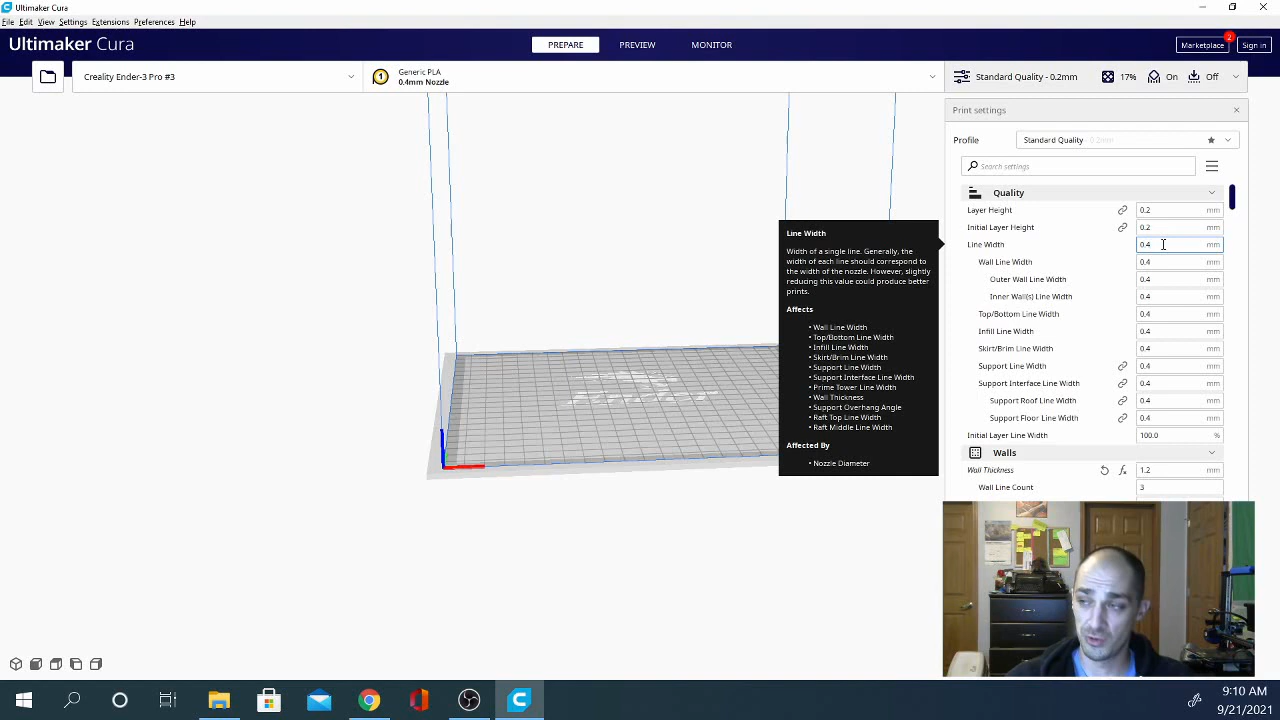 Ultimaker Cura
File Edit View Settings Extensions Preferences Help
Ultimaker Cura
PREPARE
PREVIEW
MONITOR
Marketplace
2
Sign in
Creality Ender-3 Pro #3
1
Generic PLA
0.4mm Nozzle
Standard Quality - 0.2mm
17%
On
Off
Print settings
Profile
Standard Quality - 0.2mm
Search settings
Quality
Layer Height 0.2 mm
Initial Layer Height 0.2 mm
Line Width 0.4 mm
Wall Line Width 0.4 mm
Outer Wall Line Width 0.4 mm
Inner Wall(s) Line Width 0.4 mm
Top/Bottom Line Width 0.4 mm
Infill Line Width 0.4 mm
Skirt/Brim Line Width 0.4 mm
Support Line Width 0.4 mm
Support Interface Line Width 0.4 mm
Support Roof Line Width 0.4 mm
Support Floor Line Width 0.4 mm
Initial Layer Line Width 100.0 %
Walls
Wall Thickness fx 1.2 mm
Wall Line Count 3
Line Width
Width of a single line. Generally, the
width of each line should correspond to
the width of the nozzle. However, slightly
reducing this value could produce better
prints.
Affects
• Wall Line Width
• Top/Bottom Line Width
• Infill Line Width
• Skirt/Brim Line Width
• Support Line Width
• Support Interface Line Width
• Prime Tower Line Width
• Wall Thickness
• Support Overhang Angle
• Raft Top Line Width
• Raft Middle Line Width
Affected By
• Nozzle Diameter
9:10 AM
9/21/2021